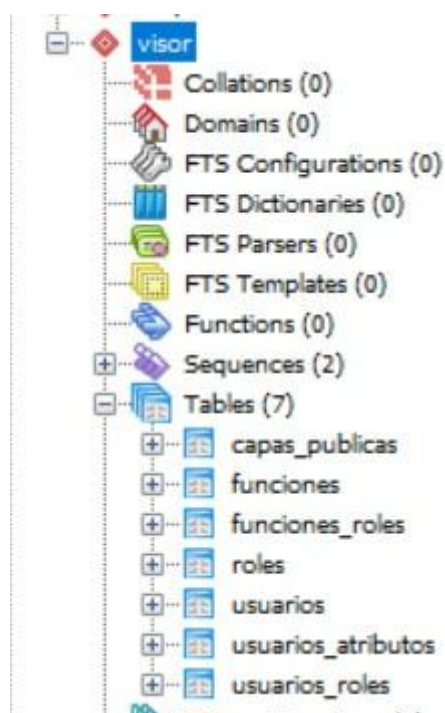 visor
Collations (0)
Domains (0)
FTS Configurations (0)
FTS Dictionaries (0)
FTS Parsers (0)
FTS Templates (0)
Functions (0)
Sequences (2)
Tables (7)
capas_publicas
funciones
funciones_roles
roles
usuarios
usuarios_atributos
usuarios_roles